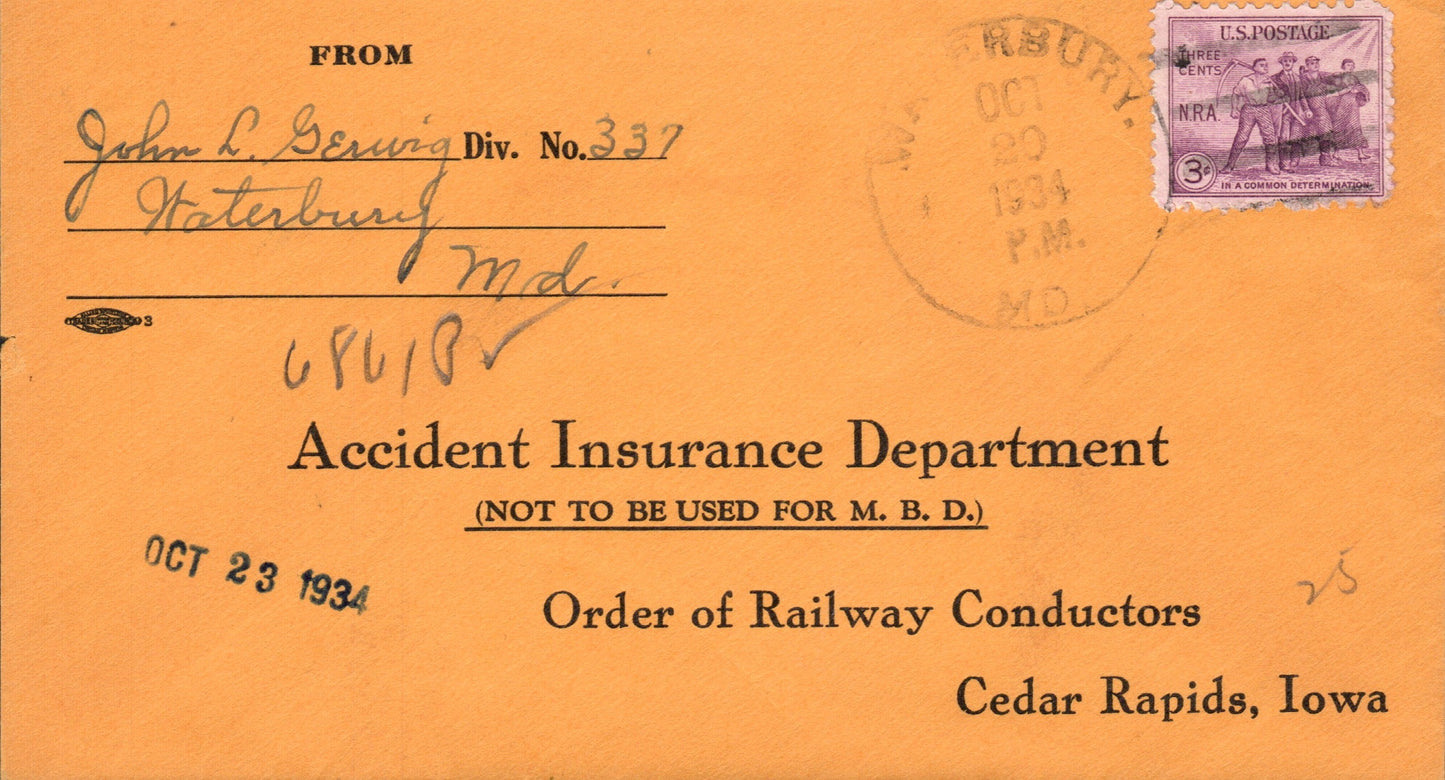 FROM
John L. Gerwig Div. No. 337
Waterbury
Md.
3
68618 ✓
WATERBURY.
OCT
20
1934
P.M.
MD.
U.S. POSTAGE
THREE CENTS
N.R.A.
3¢
IN A COMMON DETERMINATION
Accident Insurance Department
(NOT TO BE USED FOR M. B. D.)
OCT 23 1934
25
Order of Railway Conductors
Cedar Rapids, Iowa